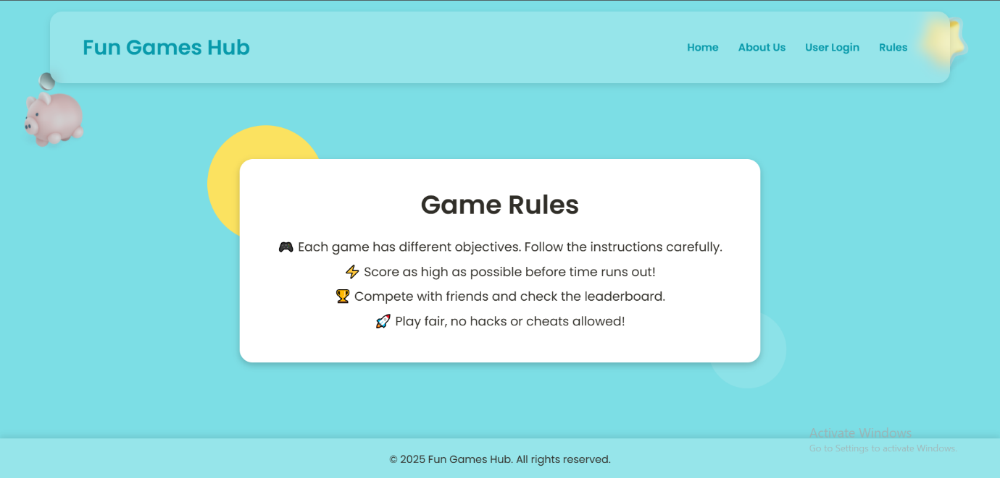 Fun Games Hub
Home About Us User Login Rules
Game Rules
🎮 Each game has different objectives. Follow the instructions carefully.
⚡ Score as high as possible before time runs out!
🏆 Compete with friends and check the leaderboard.
🚀 Play fair, no hacks or cheats allowed!
Activate Windows
Go to Settings to activate Windows.
© 2025 Fun Games Hub. All rights reserved.